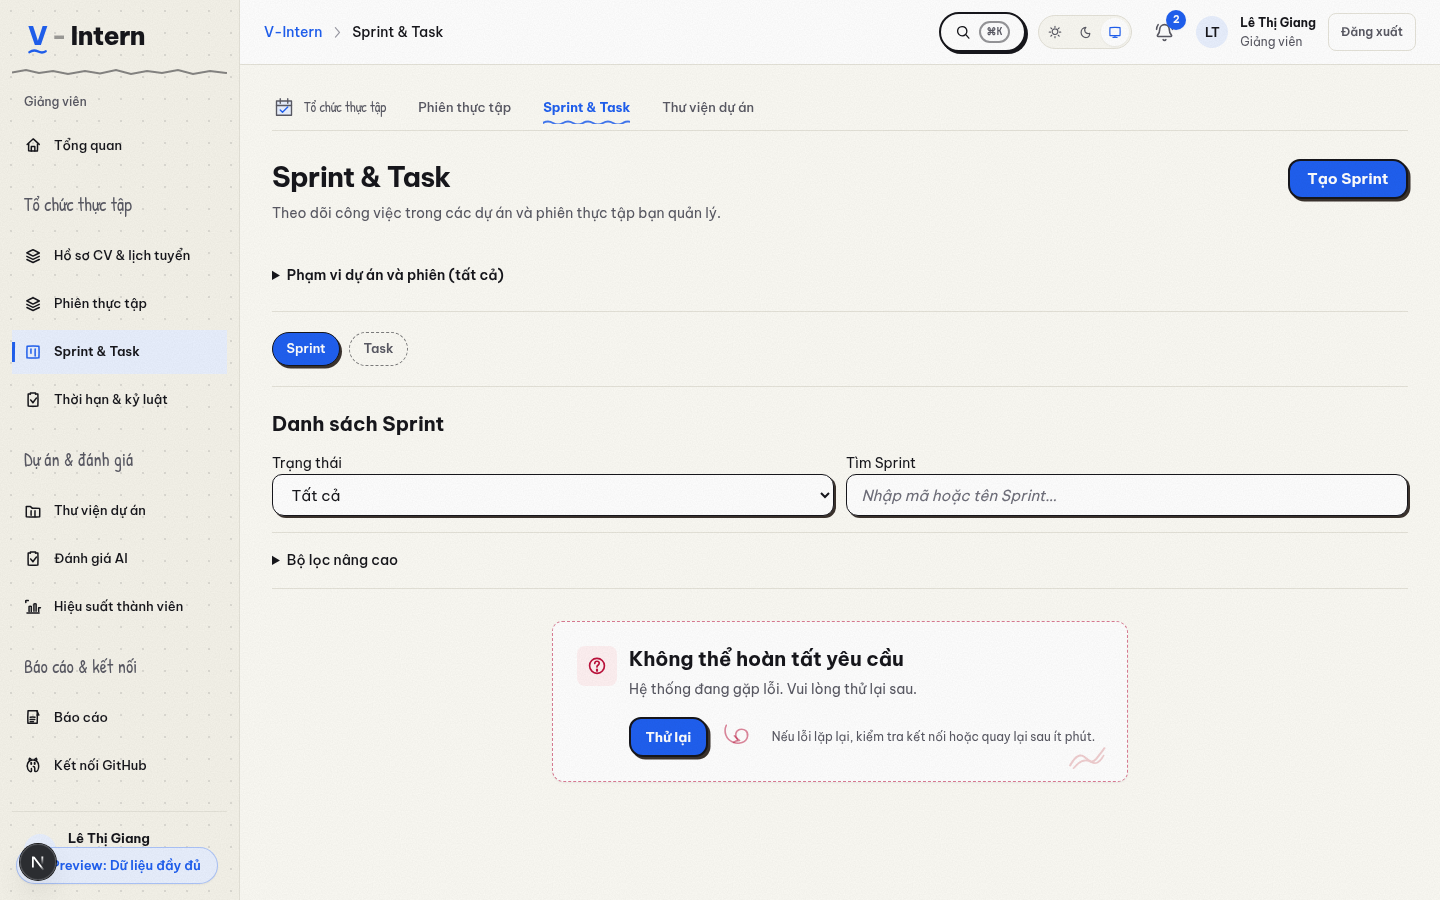 V - Intern
Giảng viên
Tổng quan
Tổ chức thực tập
Hồ sơ CV & lịch tuyển
Phiên thực tập
Sprint & Task
Thời hạn & kỷ luật
Dự án & đánh giá
Thư viện dự án
Đánh giá AI
Hiệu suất thành viên
Báo cáo & kết nối
Báo cáo
Kết nối GitHub
Lê Thị Giang
Preview: Dữ liệu đầy đủ
N
V-Intern > Sprint & Task
⌘K
2
LT
Lê Thị Giang
Giảng viên
Đăng xuất
Tổ chức thực tập Phiên thực tập Sprint & Task Thư viện dự án
Sprint & Task
Tạo Sprint
Theo dõi công việc trong các dự án và phiên thực tập bạn quản lý.
Phạm vi dự án và phiên (tất cả)
Sprint Task
Danh sách Sprint
Trạng thái Tìm Sprint
Tất cả Nhập mã hoặc tên Sprint...
Bộ lọc nâng cao
Không thể hoàn tất yêu cầu
Hệ thống đang gặp lỗi. Vui lòng thử lại sau.
Thử lại Nếu lỗi lặp lại, kiểm tra kết nối hoặc quay lại sau ít phút.